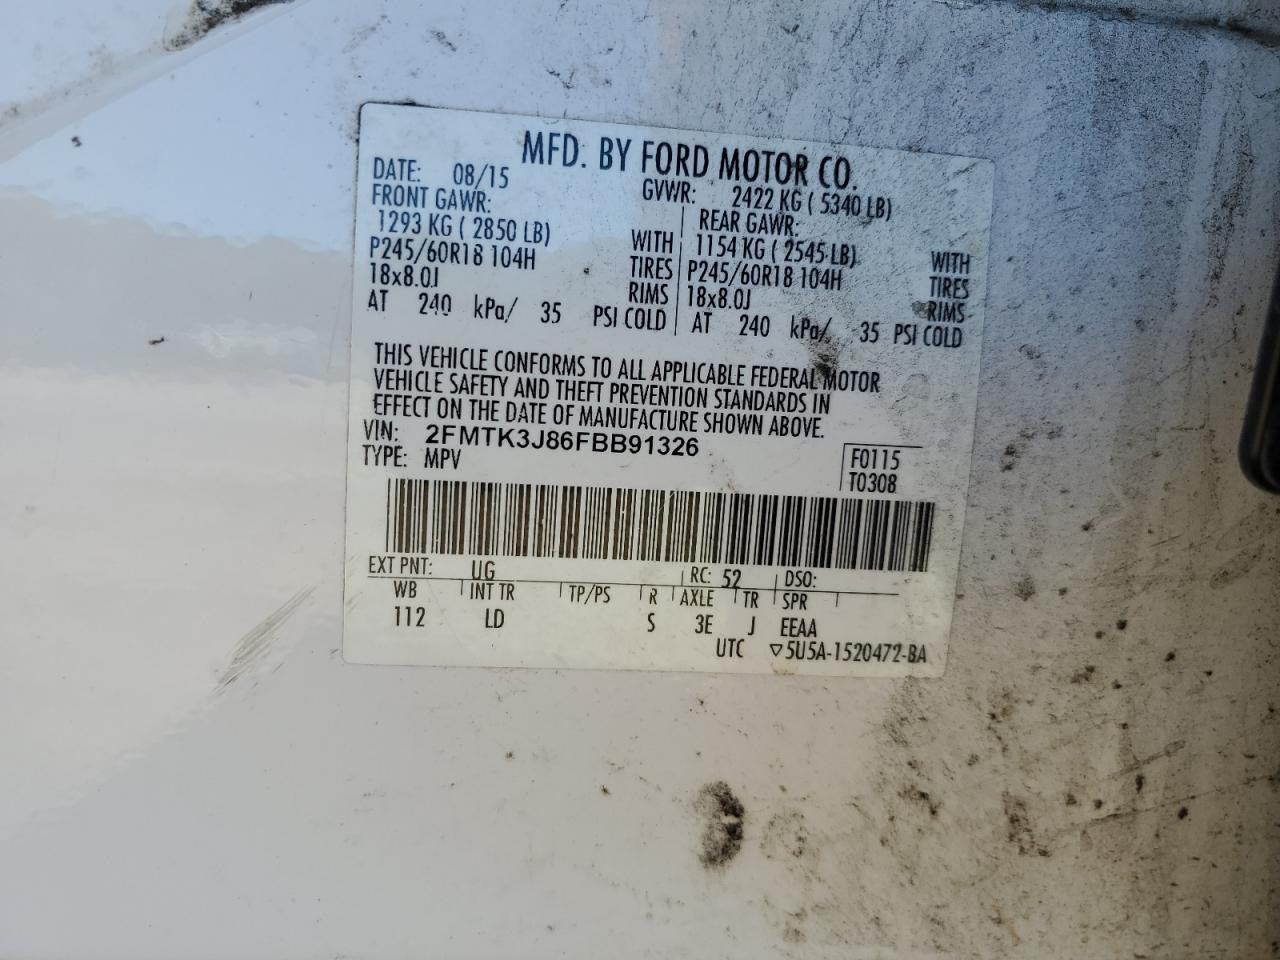 MFD. BY FORD MOTOR CO.
DATE: 08/15 GVWR: 2422 KG ( 5340 LB)
FRONT GAWR: REAR GAWR:
1293 KG ( 2850 LB) WITH 1154 KG ( 2545 LB) WITH
P245/60R18 104H TIRES P245/60R18 104H TIRES
18x8.0J RIMS 18x8.0J RIMS
AT 240 kPa/ 35 PSI COLD AT 240 kPa/ 35 PSI COLD
THIS VEHICLE CONFORMS TO ALL APPLICABLE FEDERAL MOTOR
VEHICLE SAFETY AND THEFT PREVENTION STANDARDS IN
EFFECT ON THE DATE OF MANUFACTURE SHOWN ABOVE.
VIN: 2FMTK3J86FBB91326
TYPE: MPV
F0115
T0308
EXT PNT: UG RC: 52 DSO:
WB INT TR TP/PS R AXLE TR SPR
112 LD S 3E J EEAA
UTC ▽5U5A-1520472-BA